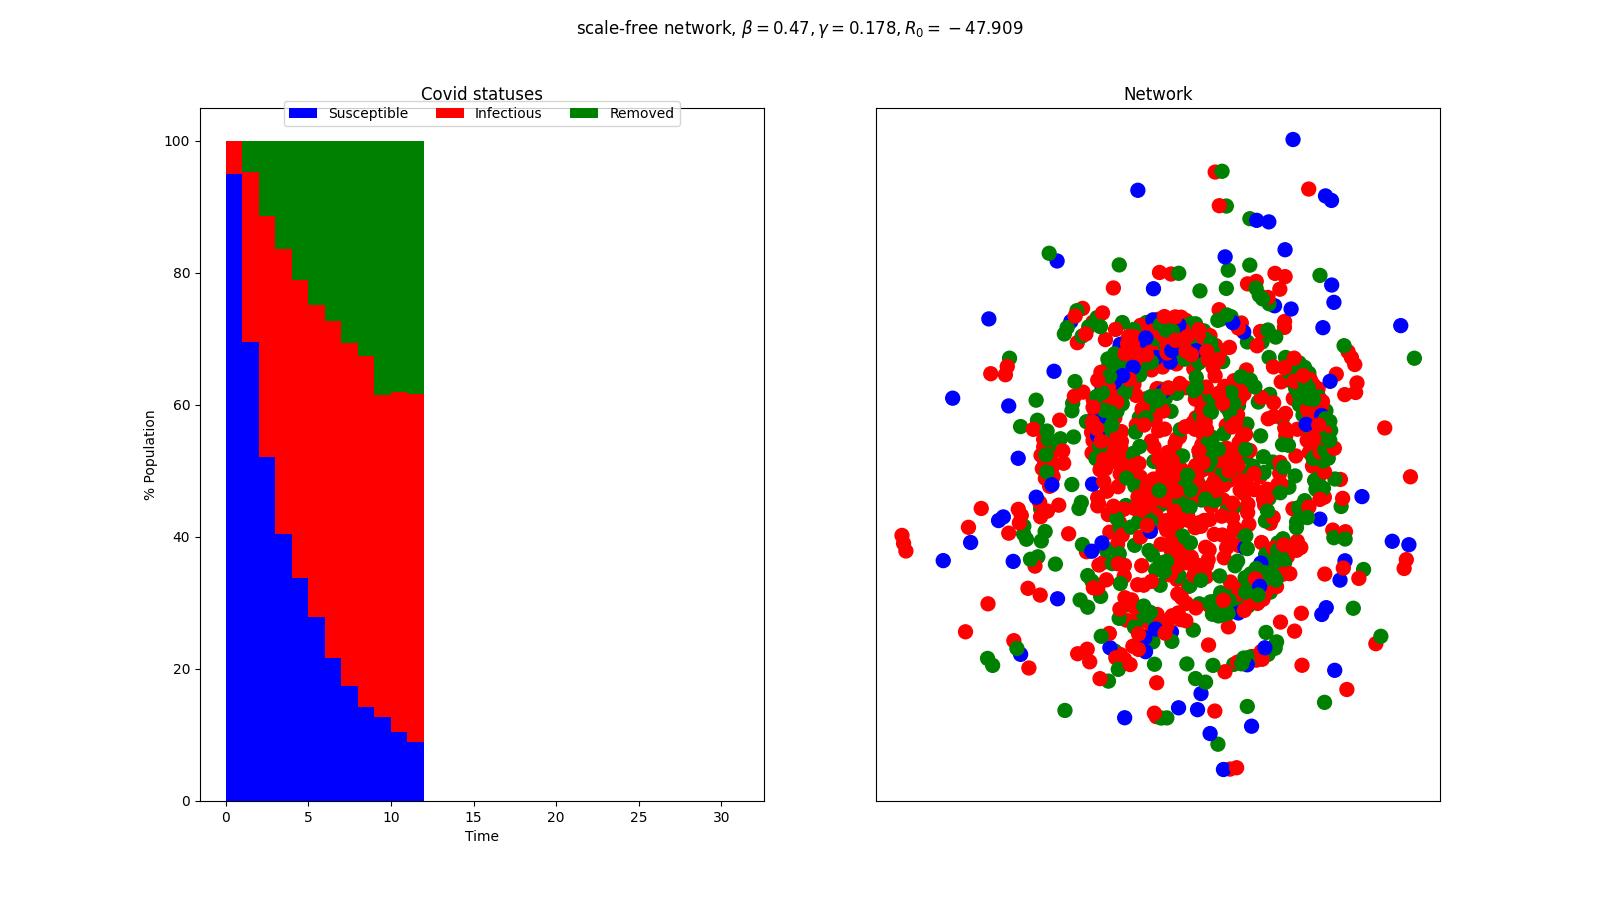 scale-free network, β = 0.47, γ = 0.178, R₀ = − 47.909
Covid statuses
Susceptible Infectious Removed
100
80
60
40
20
0
% Population
0 5 10 15 20 25 30
Time
Network